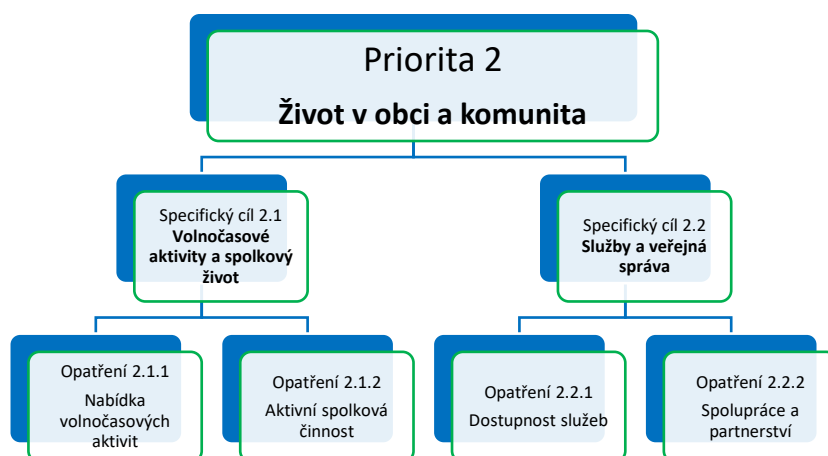 Priorita 2
Život v obci a komunita
Specifický cíl 2.1
Volnočasové
aktivity a spolkový
život
Specifický cíl 2.2
Služby a veřejná
správa
Opatření 2.1.1
Nabídka
volnočasových
aktivit
Opatření 2.1.2
Aktivní spolková
činnost
Opatření 2.2.1
Dostupnost služeb
Opatření 2.2.2
Spolupráce a
partnerství